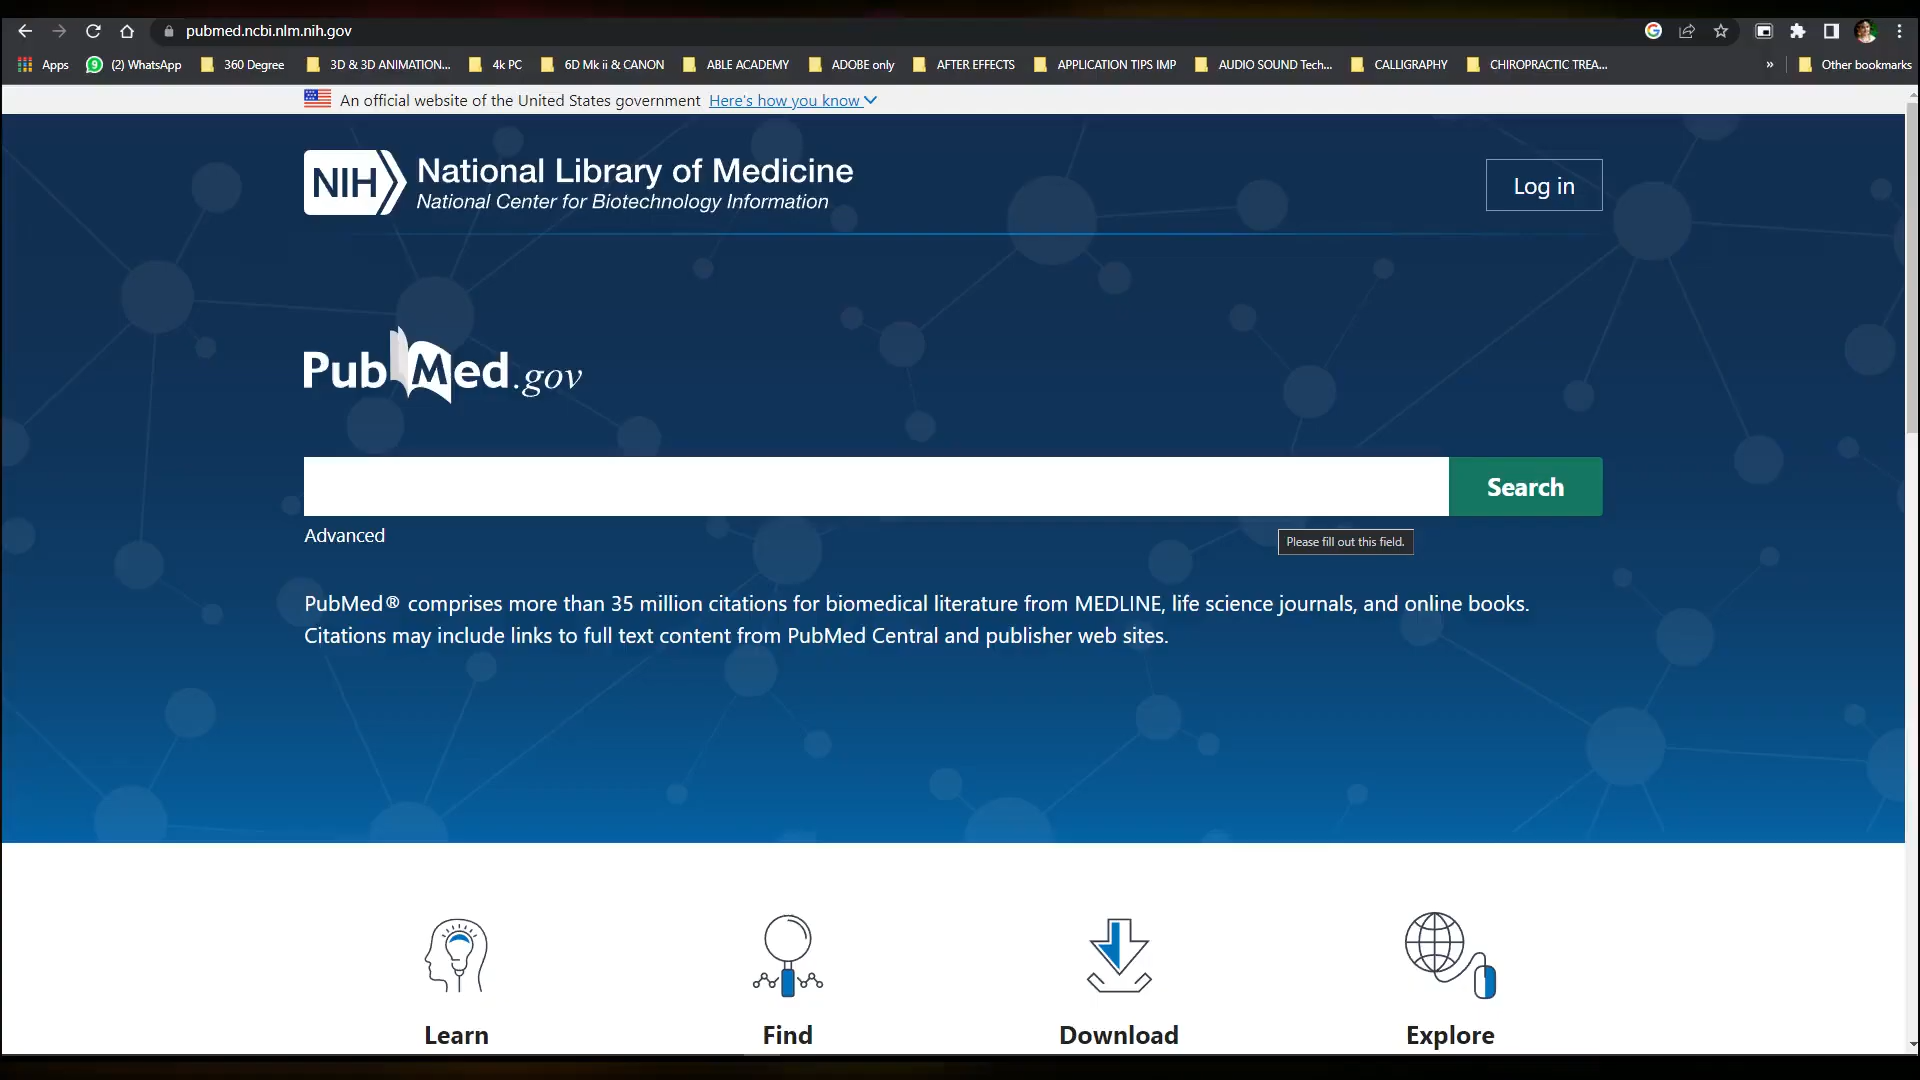 pubmed.ncbi.nlm.nih.gov
Apps (2) WhatsApp 360 Degree 3D & 3D ANIMATION... 4k PC 6D Mk ii & CANON ABLE ACADEMY ADOBE only AFTER EFFECTS APPLICATION TIPS IMP AUDIO SOUND Tech... CALLIGRAPHY CHIROPRACTIC TREA... » Other bookmarks
An official website of the United States government Here's how you know
NIH National Library of Medicine
National Center for Biotechnology Information
Log in
PubMed.gov
Search
Advanced
Please fill out this field.
PubMed® comprises more than 35 million citations for biomedical literature from MEDLINE, life science journals, and online books.
Citations may include links to full text content from PubMed Central and publisher web sites.
Learn Find Download Explore